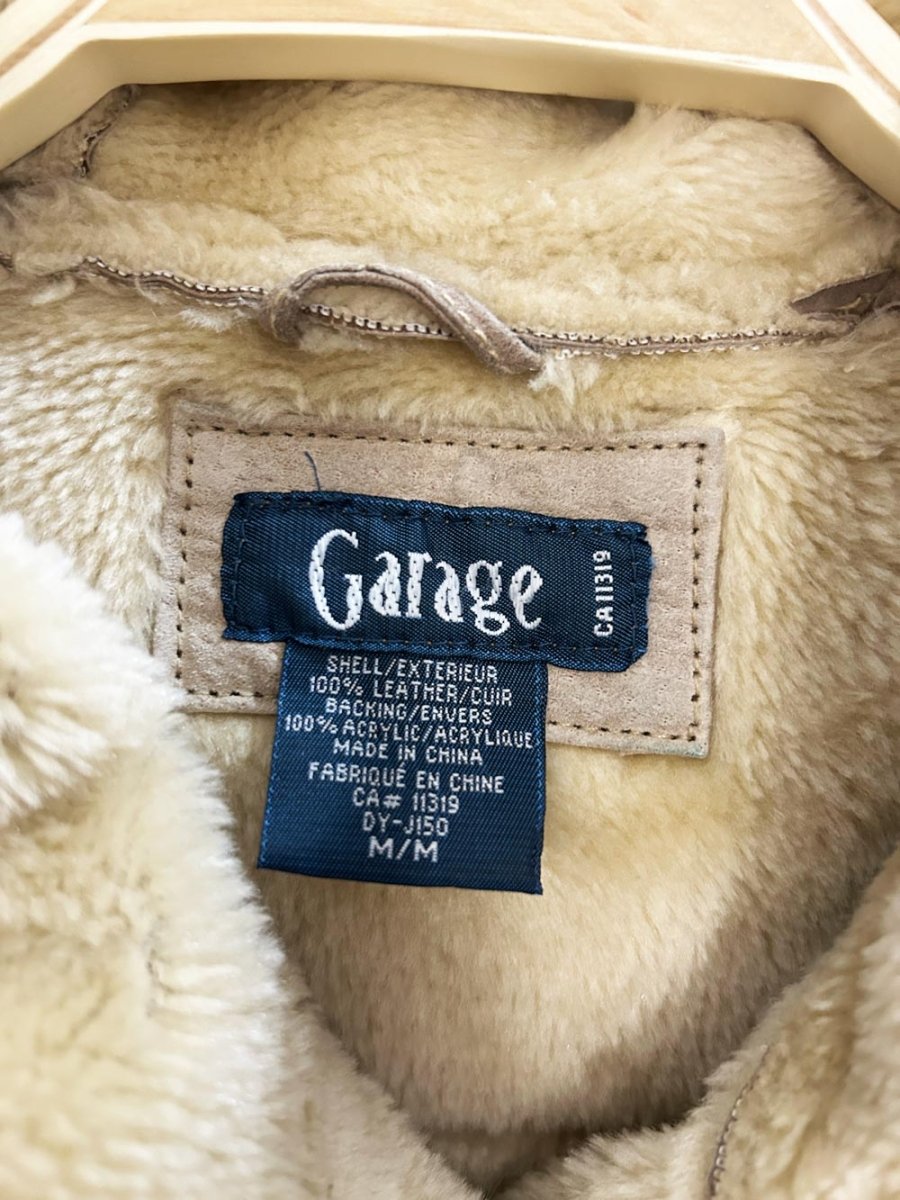 Garage
CA11319
SHELL/EXTERIEUR
100% LEATHER/CUIR
BACKING/ENVERS
100% ACRYLIC/ACRYLIQUE
MADE IN CHINA
FABRIQUÉ EN CHINE
CA# 11319
DY-J150
M/M